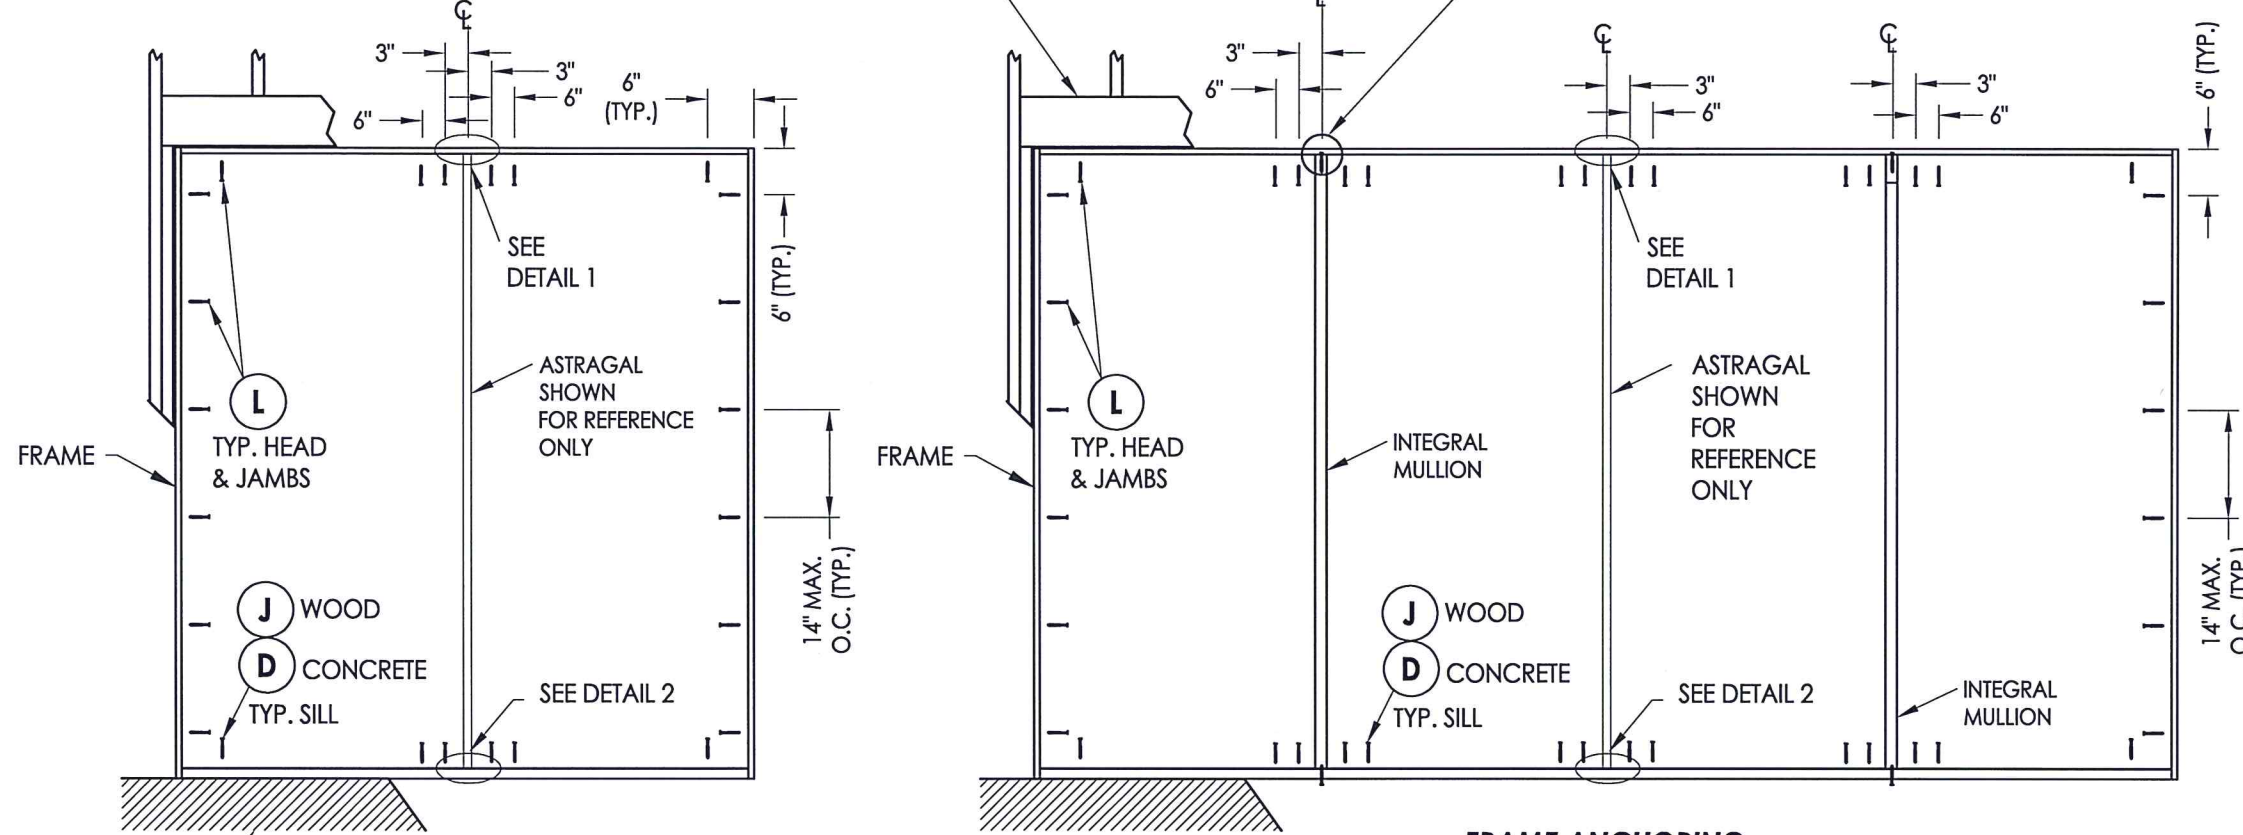 ℄
3"
3"
6"
6"
6"
(TYP.)
SEE
DETAIL 1
6" (TYP.)
ASTRAGAL
SHOWN
FOR REFERENCE
ONLY
L
TYP. HEAD
& JAMBS
FRAME
14" MAX.
O.C. (TYP.)
J WOOD
D CONCRETE
TYP. SILL
SEE DETAIL 2
3"
6"
℄
3"
6"
℄
3"
6"
6" (TYP.)
SEE
DETAIL 1
ASTRAGAL
SHOWN
FOR
REFERENCE
ONLY
L
TYP. HEAD
& JAMBS
FRAME
INTEGRAL
MULLION
14" MAX.
O.C. (TYP.)
J WOOD
D CONCRETE
TYP. SILL
SEE DETAIL 2
INTEGRAL
MULLION
FRAME ANCHORING